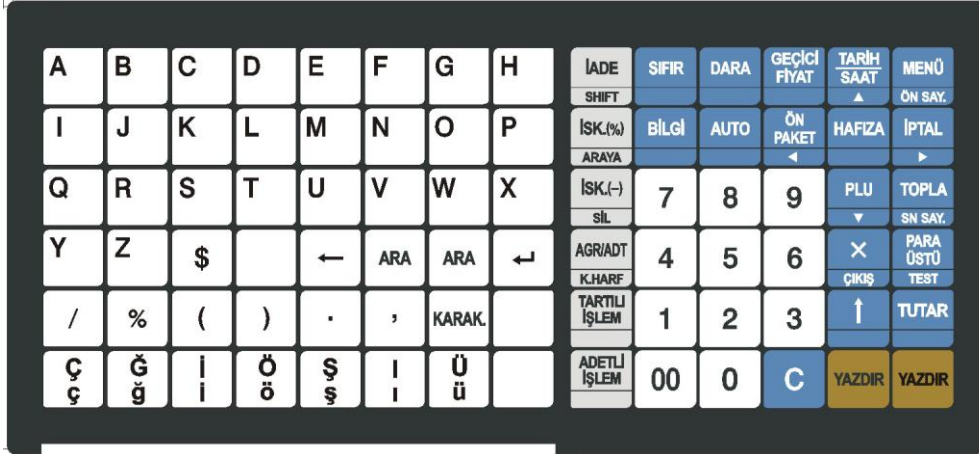 A B C D E F G H
I J K L M N O P
Q R S T U V W X
Y Z $ ← ARA ARA ↵
/ % ( ) . , KARAK.
Ç Ğ İ Ö Ş I Ü
ç ğ i ö ş ı ü
İADE SIFIR DARA GEÇİCİ FİYAT TARİH SAAT MENÜ
SHIFT ▲ ÖN SAY.
İSK.(%) BİLGİ AUTO ÖN PAKET HAFIZA İPTAL
ARAYA ◀ ▶
İSK.(–) 7 8 9 PLU TOPLA
SİL ▼ SN SAY.
AGR/ADT 4 5 6 × PARA ÜSTÜ
K.HARF ÇIKIŞ TEST
TARTILI İŞLEM 1 2 3 ↑ TUTAR
ADETLİ İŞLEM 00 0 C YAZDIR YAZDIR